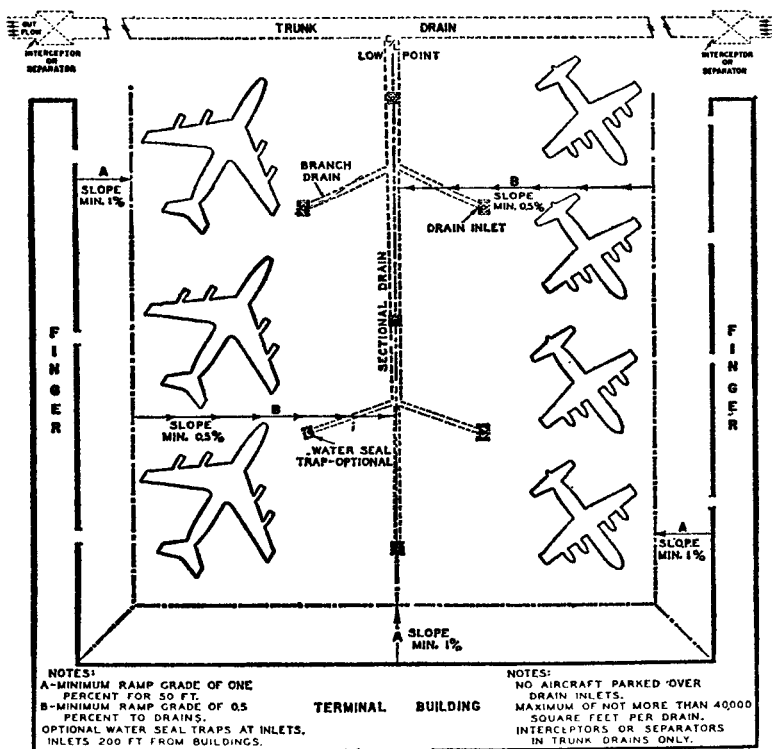 OUT
FLOW
TRUNK DRAIN
INTERCEPTOR
OR
SEPARATOR
INTERCEPTOR
OR
SEPARATOR
LOW POINT
A
SLOPE
MIN. 1%
BRANCH
DRAIN
B
SLOPE
MIN. 0.5%
DRAIN INLET
SECTIONAL DRAIN
FINGER
FINGER
B
SLOPE
MIN. 0.5%
WATER SEAL
TRAP-OPTIONAL
A
SLOPE
MIN. 1%
A
SLOPE
MIN. 1%
NOTES:
A-MINIMUM RAMP GRADE OF ONE
PERCENT FOR 50 FT.
B-MINIMUM RAMP GRADE OF 0.5
PERCENT TO DRAINS.
OPTIONAL WATER SEAL TRAPS AT INLETS.
INLETS 200 FT FROM BUILDINGS.
TERMINAL BUILDING
NOTES:
NO AIRCRAFT PARKED OVER
DRAIN INLETS.
MAXIMUM OF NOT MORE THAN 40,000
SQUARE FEET PER DRAIN.
INTERCEPTORS OR SEPARATORS
IN TRUNK DRAINS ONLY.